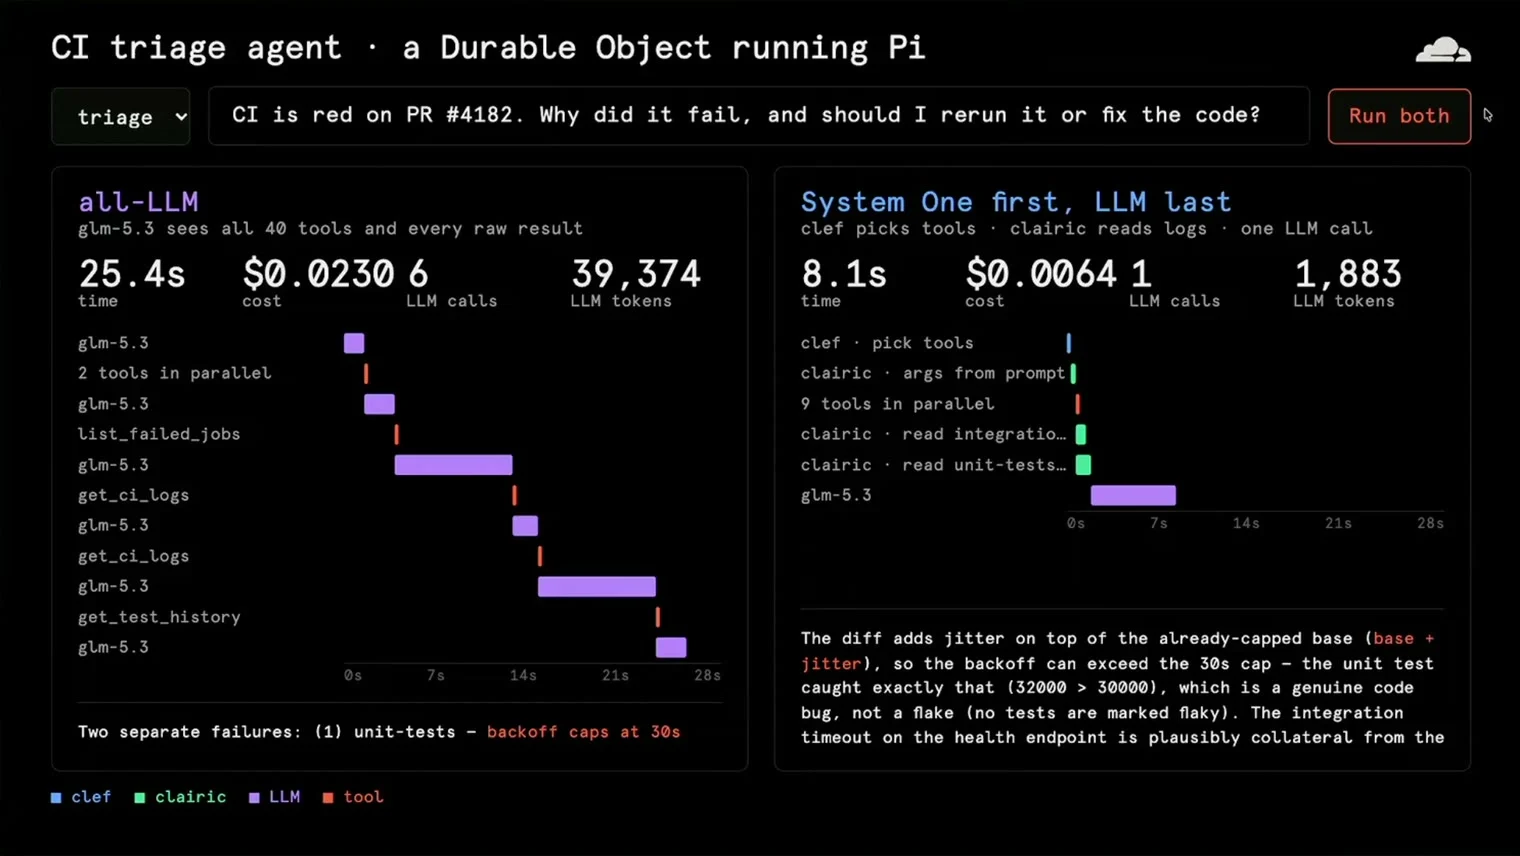 CI triage agent · a Durable Object running Pi
triage
CI is red on PR #4182. Why did it fail, and should I rerun it or fix the code?
Run both
all-LLM
glm-5.3 sees all 40 tools and every raw result
25.4s $0.0230 6 39,374
time cost LLM calls LLM tokens
glm-5.3
2 tools in parallel
glm-5.3
list_failed_jobs
glm-5.3
get_ci_logs
glm-5.3
get_ci_logs
glm-5.3
get_test_history
glm-5.3
0s 7s 14s 21s 28s
Two separate failures: (1) unit-tests — backoff caps at 30s
System One first, LLM last
clef picks tools · clairic reads logs · one LLM call
8.1s $0.0064 1 1,883
time cost LLM calls LLM tokens
clef · pick tools
clairic · args from prompt
9 tools in parallel
clairic · read integratio…
clairic · read unit-tests…
glm-5.3
0s 7s 14s 21s 28s
The diff adds jitter on top of the already-capped base (base +
jitter), so the backoff can exceed the 30s cap — the unit test
caught exactly that (32000 > 30000), which is a genuine code
bug, not a flake (no tests are marked flaky). The integration
timeout on the health endpoint is plausibly collateral from the
clef clairic LLM tool